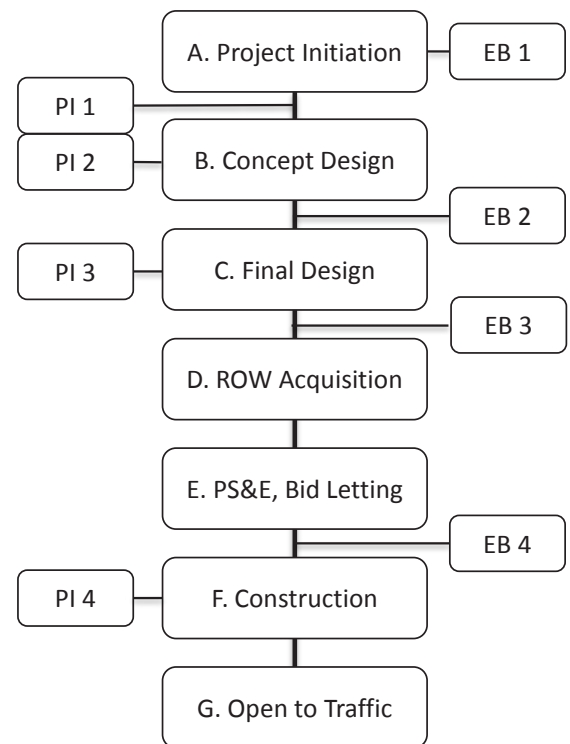 A. Project Initiation
EB 1
PI 1
PI 2
B. Concept Design
EB 2
PI 3
C. Final Design
EB 3
D. ROW Acquisition
E. PS&E, Bid Letting
EB 4
PI 4
F. Construction
G. Open to Traffic